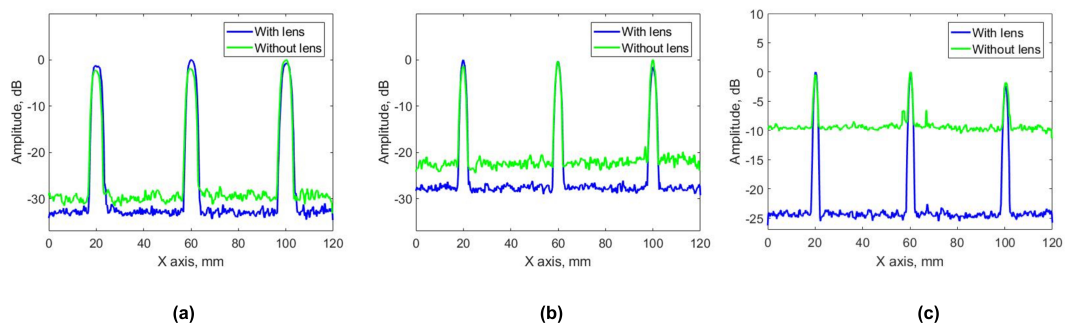 With lens
Without lens
0
-10
-20
-30
Amplitude, dB
0 20 40 60 80 100 120
X axis, mm
(a)
With lens
Without lens
0
-10
-20
-30
Amplitude, dB
0 20 40 60 80 100 120
X axis, mm
(b)
With lens
Without lens
10
5
0
-5
-10
-15
-20
-25
Amplitude, dB
0 20 40 60 80 100 120
X axis, mm
(c)